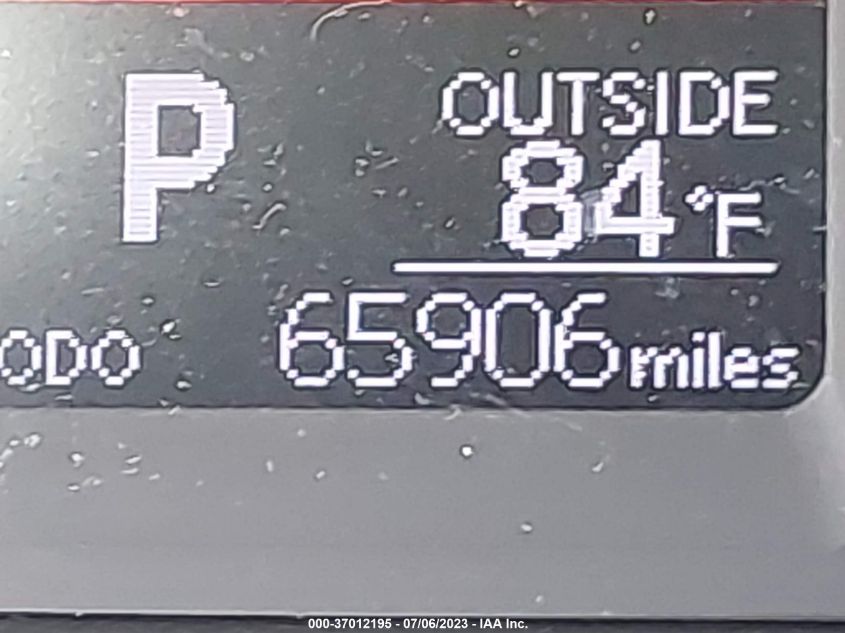 P
OUTSIDE
84°F
ODO 65906 miles
000-37012195 - 07/06/2023 - IAA Inc.